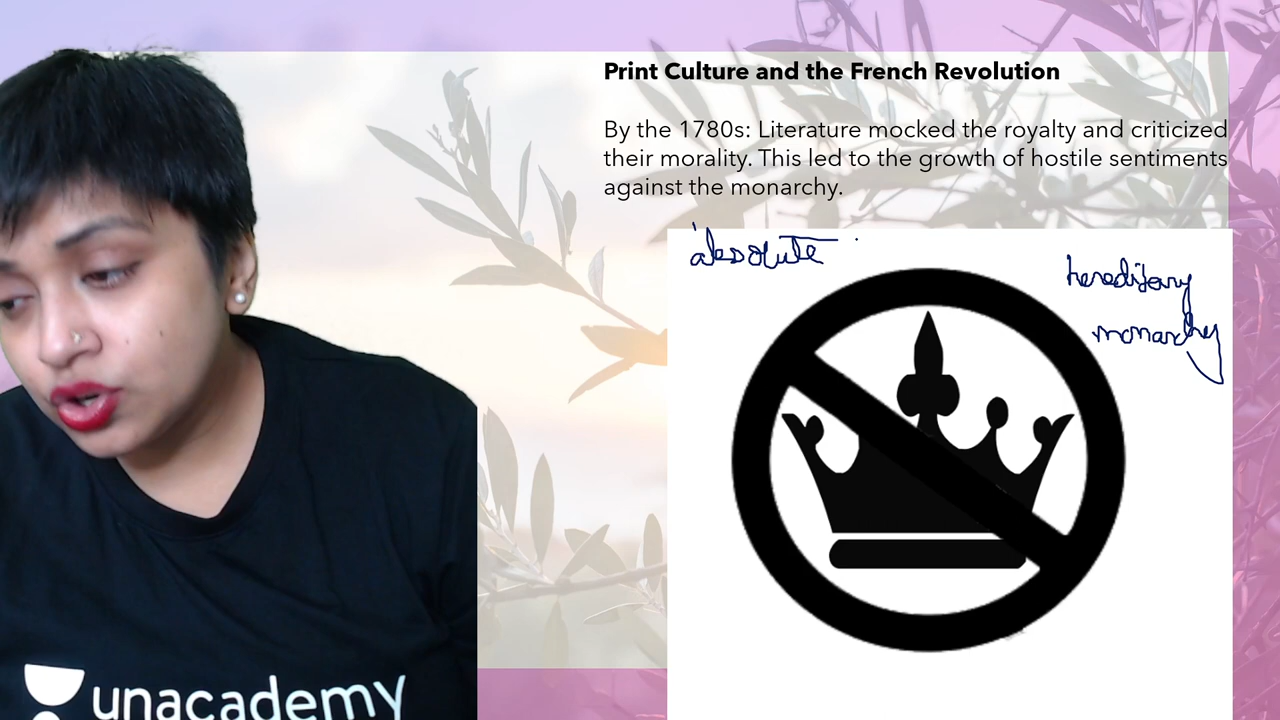 Print Culture and the French Revolution
By the 1780s: Literature mocked the royalty and criticized
their morality. This led to the growth of hostile sentiments
against the monarchy.
absolute
hereditary
monarchy
unacademy